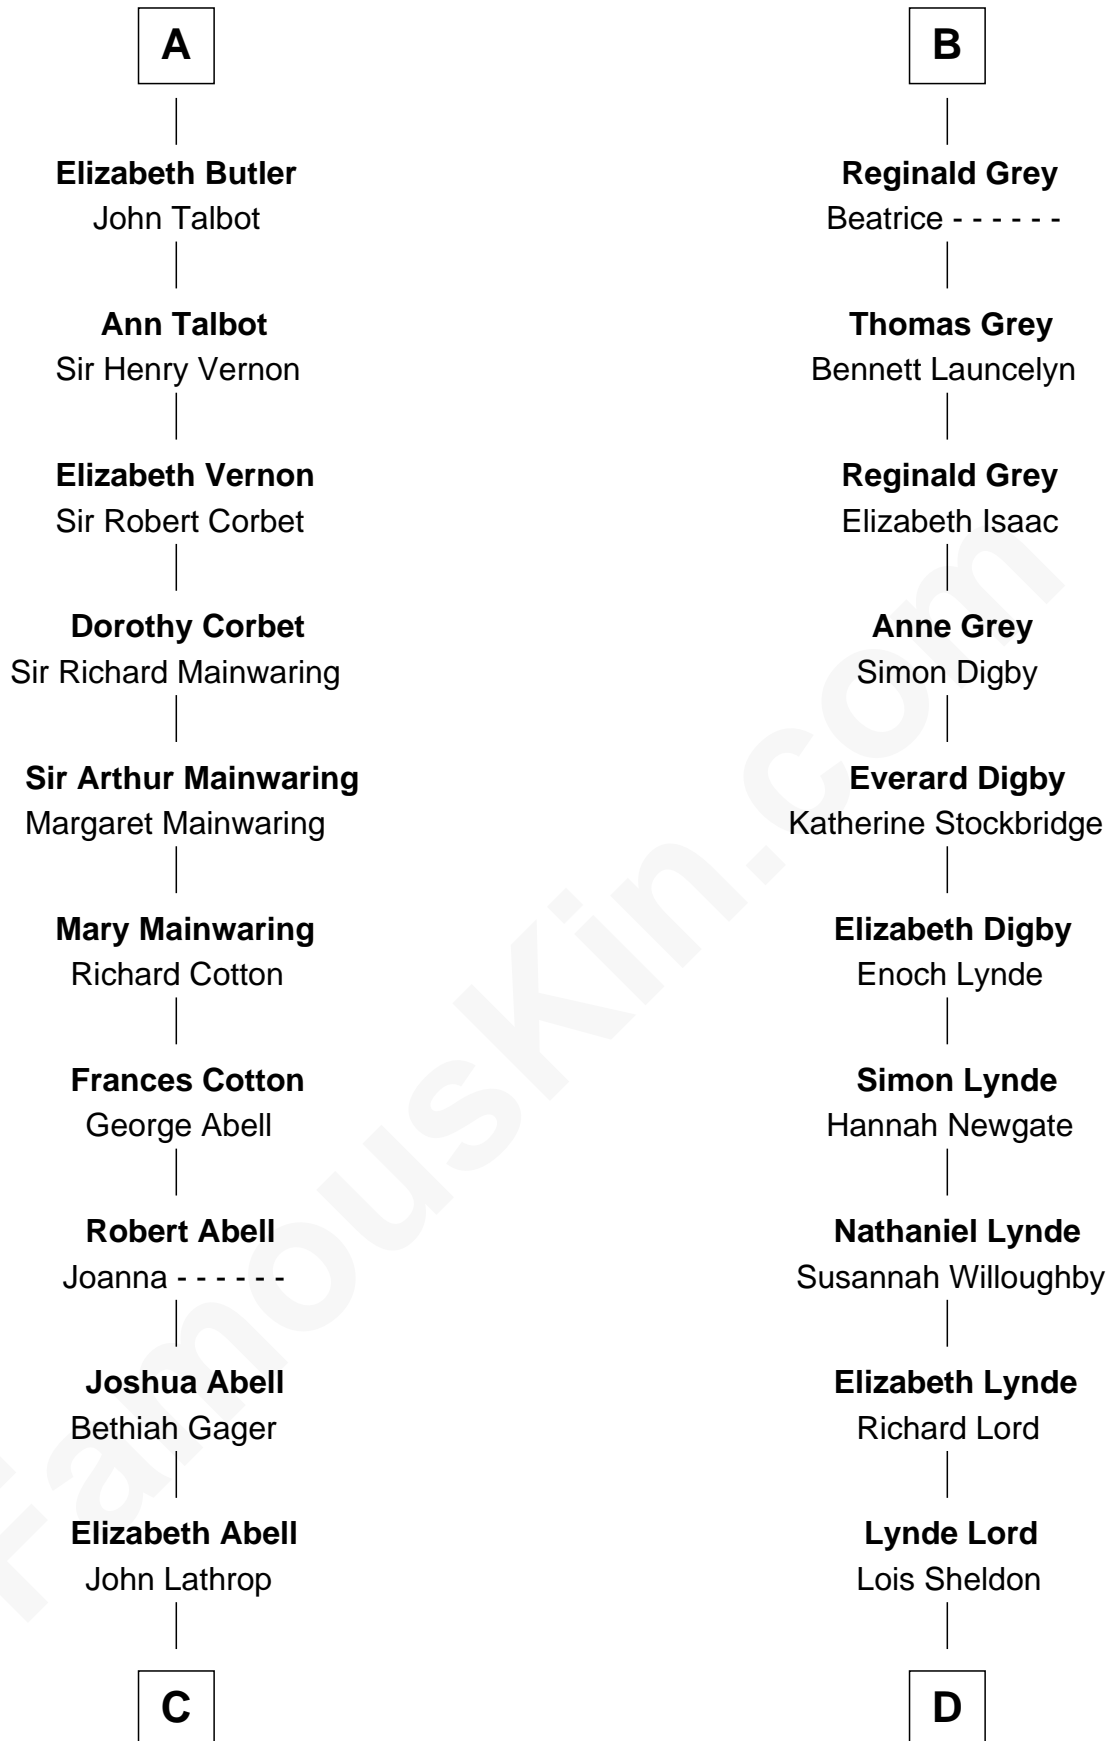 A
Elizabeth Butler
John Talbot
Ann Talbot
Sir Henry Vernon
Elizabeth Vernon
Sir Robert Corbet
Dorothy Corbet
Sir Richard Mainwaring
Sir Arthur Mainwaring
Margaret Mainwaring
Mary Mainwaring
Richard Cotton
Frances Cotton
George Abell
Robert Abell
Joanna - - - - - -
Joshua Abell
Bethiah Gager
Elizabeth Abell
John Lathrop
C
B
Reginald Grey
Beatrice - - - - - -
Thomas Grey
Bennett Launcelyn
Reginald Grey
Elizabeth Isaac
Anne Grey
Simon Digby
Everard Digby
Katherine Stockbridge
Elizabeth Digby
Enoch Lynde
Simon Lynde
Hannah Newgate
Nathaniel Lynde
Susannah Willoughby
Elizabeth Lynde
Richard Lord
Lynde Lord
Lois Sheldon
D
FamousKin.com